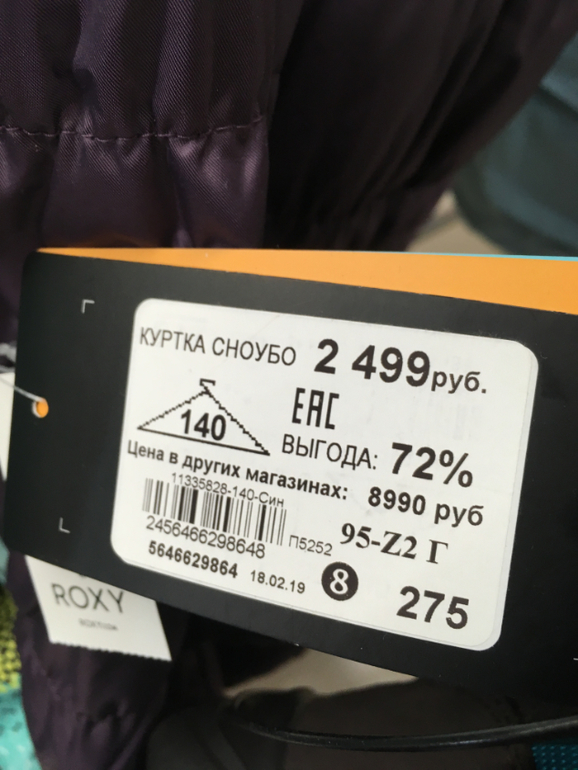 КУРТКА СНОУБО 2 499руб.
140
ЕАС
ВЫГОДА: 72%
Цена в других магазинах: 8990 руб
11335828-140-Син
2456466298648
П5252
95-Z2 Г
5646629864
18.02.19
8
275
ROXY